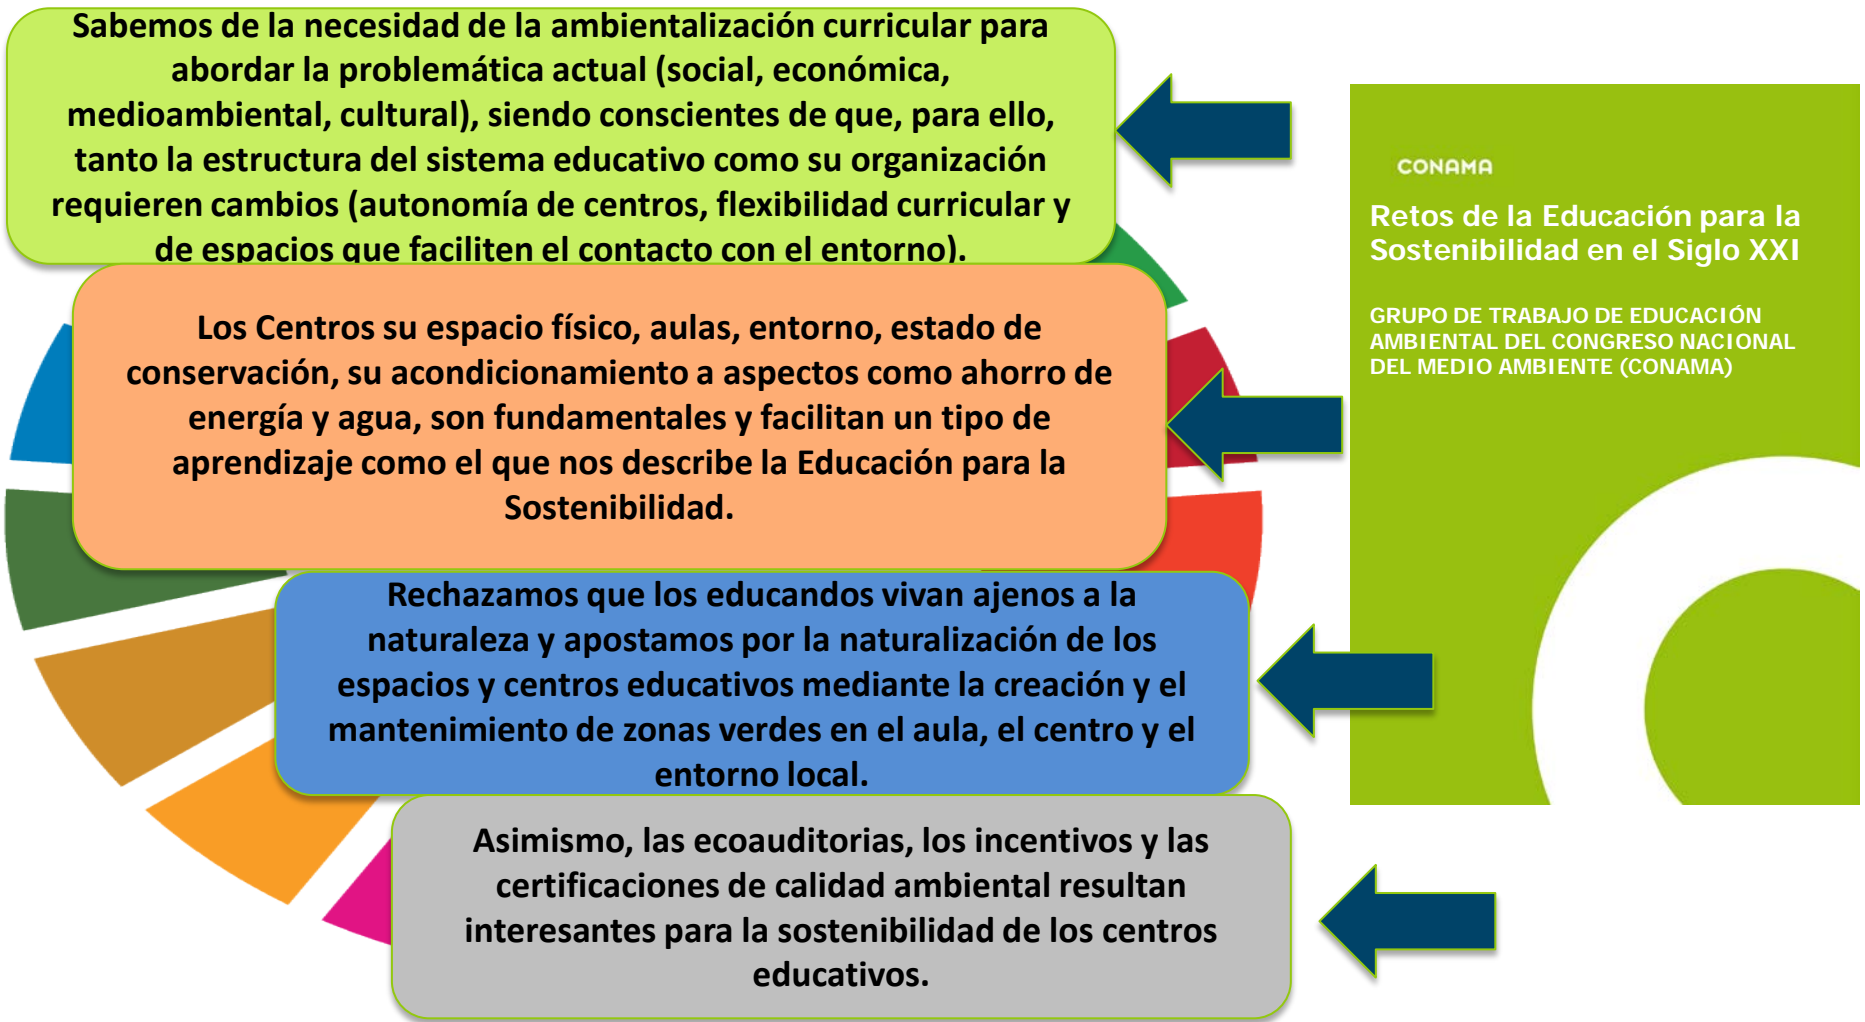 Sabemos de la necesidad de la ambientalización curricular para
abordar la problemática actual (social, económica,
medioambiental, cultural), siendo conscientes de que, para ello,
tanto la estructura del sistema educativo como su organización
requieren cambios (autonomía de centros, flexibilidad curricular y
de espacios que faciliten el contacto con el entorno).
Los Centros su espacio físico, aulas, entorno, estado de
conservación, su acondicionamiento a aspectos como ahorro de
energía y agua, son fundamentales y facilitan un tipo de
aprendizaje como el que nos describe la Educación para la
Sostenibilidad.
Rechazamos que los educandos vivan ajenos a la
naturaleza y apostamos por la naturalización de los
espacios y centros educativos mediante la creación y el
mantenimiento de zonas verdes en el aula, el centro y el
entorno local.
Asimismo, las ecoauditorias, los incentivos y las
certificaciones de calidad ambiental resultan
interesantes para la sostenibilidad de los centros
educativos.
CONAMA
Retos de la Educación para la
Sostenibilidad en el Siglo XXI
GRUPO DE TRABAJO DE EDUCACIÓN
AMBIENTAL DEL CONGRESO NACIONAL
DEL MEDIO AMBIENTE (CONAMA)